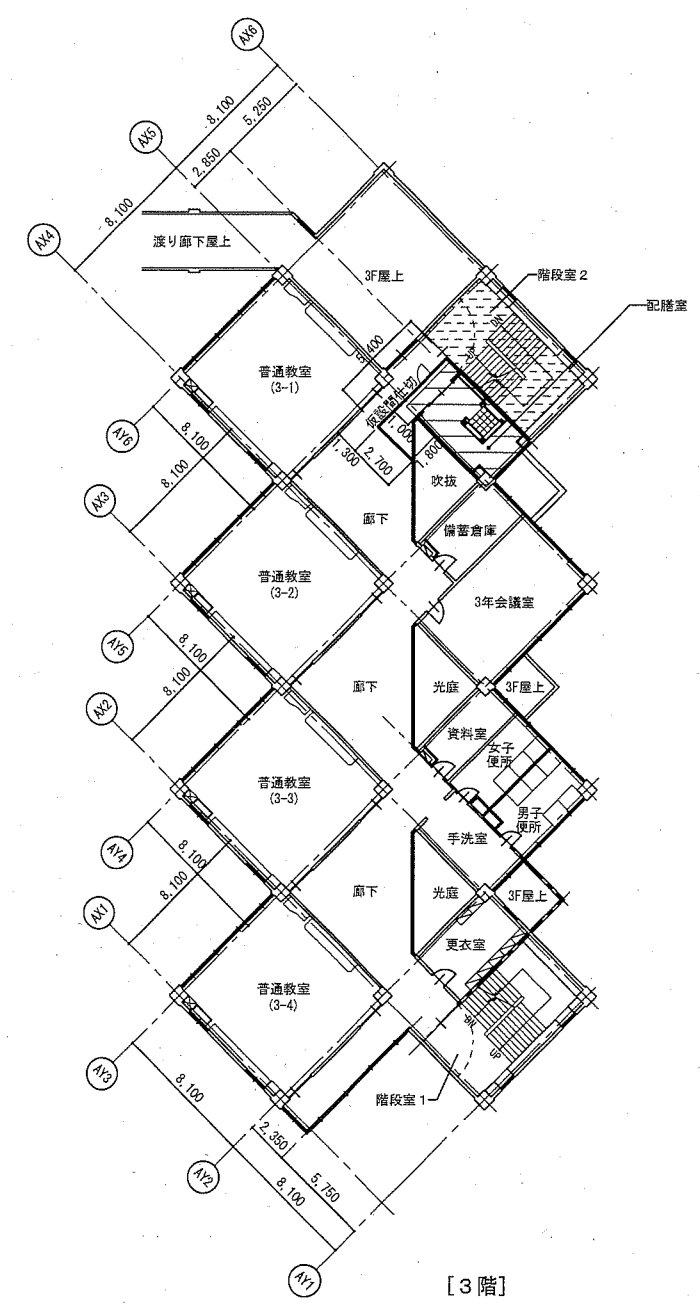 AX6
8,100
5,250
AX5
2,850
8,100
AX4
渡り廊下屋上
3F屋上
階段室2
配膳室
DN
UP
400
普通教室
(3-1)
仮設間仕切
1,000
1,300
2,700
1,800
AY6
8,100
8,100
吹抜
AX3
廊下
備蓄倉庫
普通教室
(3-2)
3年会議室
AY5
8,100
8,100
廊下
光庭
3F屋上
AX2
資料室
女子
便所
普通教室
(3-3)
男子
便所
手洗室
AY4
8,100
8,100
廊下
光庭
3F屋上
AX1
更衣室
普通教室
(3-4)
DN
UP
AY3
8,100
階段室1
2,350
AY2
5,750
8,100
AY1
[3階]